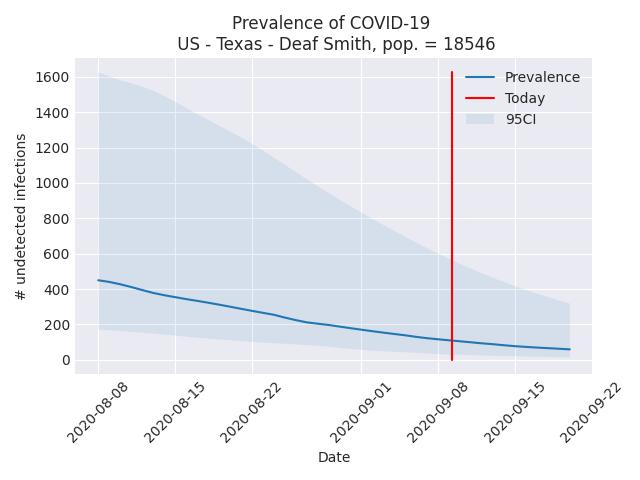 Prevalence of COVID-19
US - Texas - Deaf Smith, pop. = 18546
# undetected infections
1600
1400
1200
1000
800
600
400
200
0
Prevalence
Today
95CI
2020-08-08
2020-08-15
2020-08-22
2020-09-01
2020-09-08
2020-09-15
2020-09-22
Date